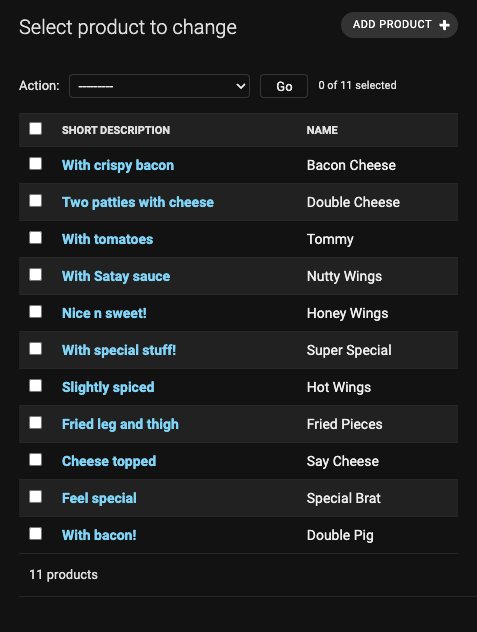 Select product to change
ADD PRODUCT +
Action: --------- Go 0 of 11 selected
SHORT DESCRIPTION NAME
With crispy bacon Bacon Cheese
Two patties with cheese Double Cheese
With tomatoes Tommy
With Satay sauce Nutty Wings
Nice n sweet! Honey Wings
With special stuff! Super Special
Slightly spiced Hot Wings
Fried leg and thigh Fried Pieces
Cheese topped Say Cheese
Feel special Special Brat
With bacon! Double Pig
11 products